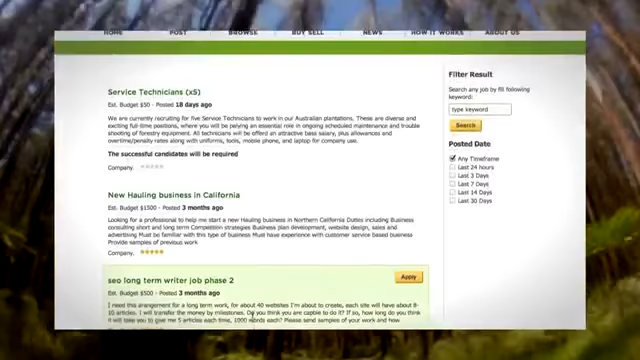 HOME POST BROWSE BUY SELL NEWS HOW IT WORKS ABOUT US
Service Technicians (x5)
Est. Budget $50 - Posted 18 days ago
We are currently recruiting for five Service Technicians to work in our Australian plantations. These are diverse and
exciting full-time positions, where you will be relying an essential role in ongoing scheduled maintenance and trouble
shooting of forestry equipment. All technicians will be offered an attractive base salary, plus allowances and
overtime/penalty rates along with uniforms, tools, mobile phone, and laptop for company use.
The successful candidates will be required
Company:
New Hauling business in California
Est. Budget $1500 - Posted 3 months ago
Looking for a professional to help me start a new Hauling business in Northern California Duties including Business
consulting short and long term Competition strategies Business plan development, website design, sales and
advertising Must be familiar with this type of business Must have experience with customer service based business
Provide samples of previous work
Company:
seo long term writer job phase 2
Apply
Est. Budget $500 - Posted 3 months ago
I need this arrangement for a long term work, for about 40 websites I'm about to create, each site will have about 8-
10 articles. I will transfer the money by milestones. Do you think you are capble to do it? If so, how long do you think
it will take you to give me 5 articles each time, 1000 words each? Please send samples of your work and how
Filter Result
Search any job by fill following
keyword:
type keyword
Search
Posted Date
Any Timeframe
Last 24 hours
Last 3 Days
Last 7 Days
Last 14 Days
Last 30 Days